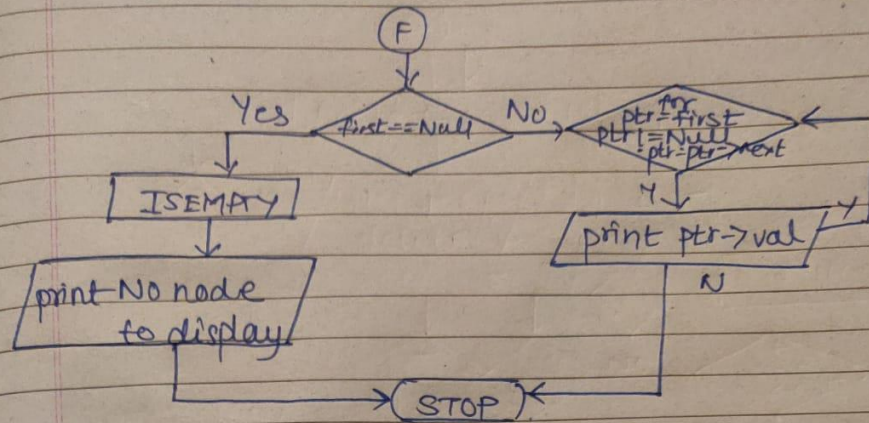 F
Yes
first==Null
No
for
ptr=first
ptr!=Null
ptr=ptr->next
ISEMPTY
Y
print ptr->val
Y
N
print No node
to display
STOP